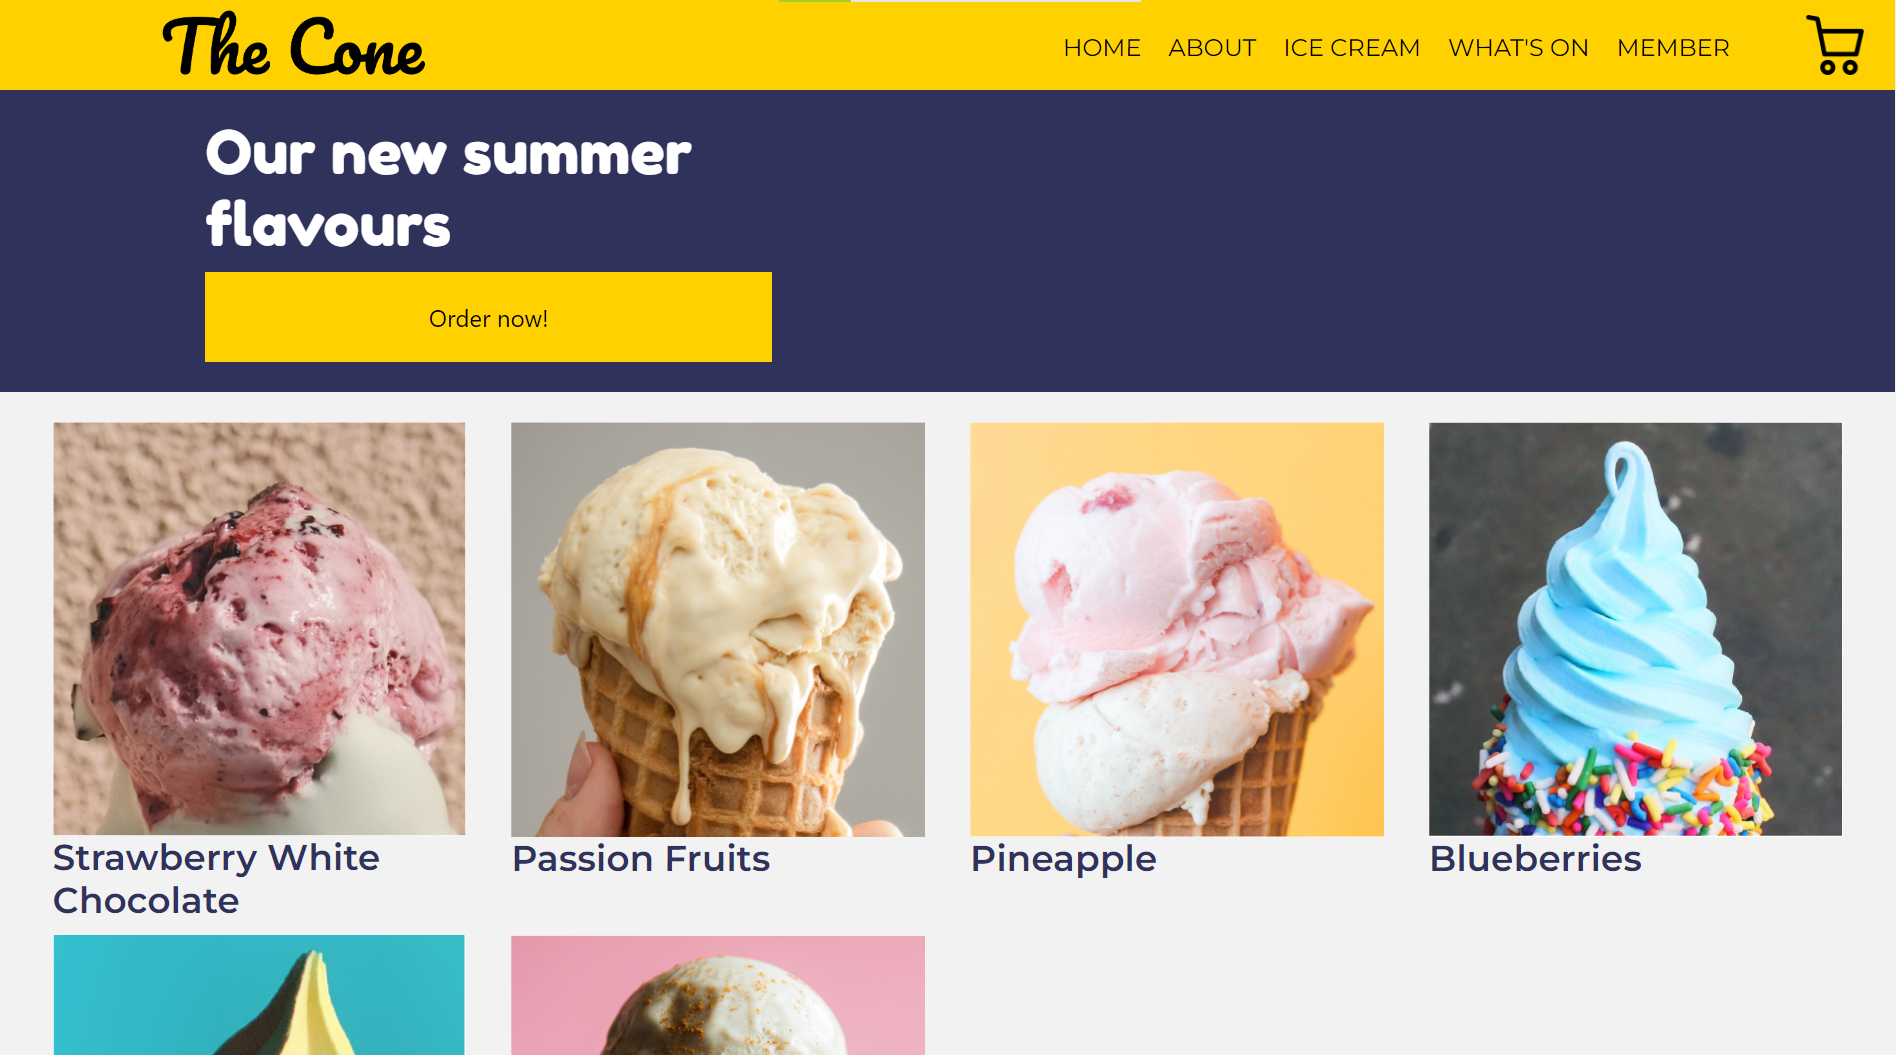 The Cone
HOME ABOUT ICE CREAM WHAT'S ON MEMBER
Our new summer
flavours
Order now!
Strawberry White
Chocolate
Passion Fruits
Pineapple
Blueberries